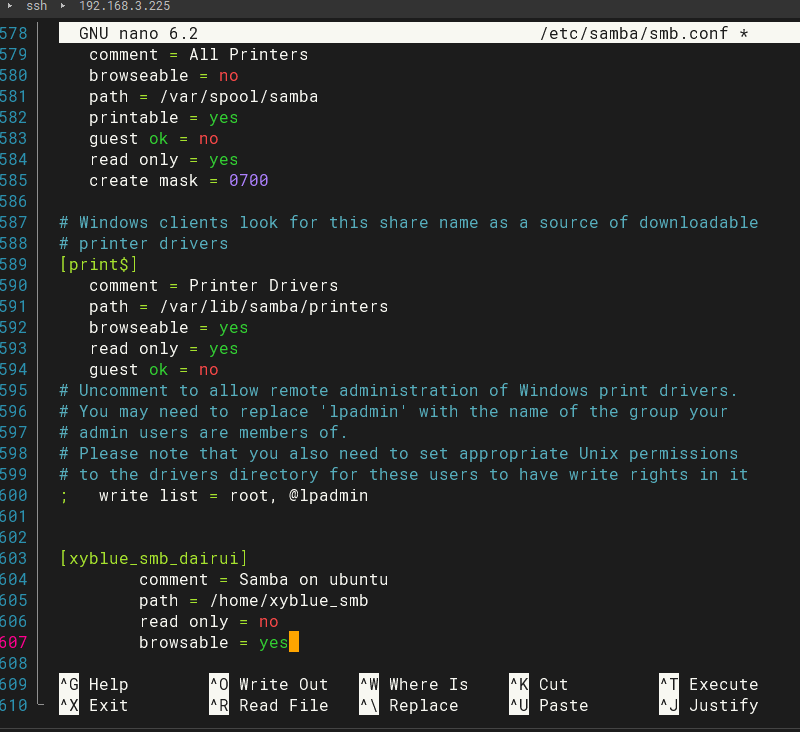 ▸ ssh ▸ 192.168.3.225
578 GNU nano 6.2 /etc/samba/smb.conf *
579 comment = All Printers
580 browseable = no
581 path = /var/spool/samba
582 printable = yes
583 guest ok = no
584 read only = yes
585 create mask = 0700
586
587 # Windows clients look for this share name as a source of downloadable
588 # printer drivers
589 [print$]
590 comment = Printer Drivers
591 path = /var/lib/samba/printers
592 browseable = yes
593 read only = yes
594 guest ok = no
595 # Uncomment to allow remote administration of Windows print drivers.
596 # You may need to replace 'lpadmin' with the name of the group your
597 # admin users are members of.
598 # Please note that you also need to set appropriate Unix permissions
599 # to the drivers directory for these users to have write rights in it
600 ; write list = root, @lpadmin
601
602
603 [xyblue_smb_dairui]
604 comment = Samba on ubuntu
605 path = /home/xyblue_smb
606 read only = no
607 browsable = yes
608
609 ^G Help ^O Write Out ^W Where Is ^K Cut ^T Execute
610 ^X Exit ^R Read File ^\ Replace ^U Paste ^J Justify